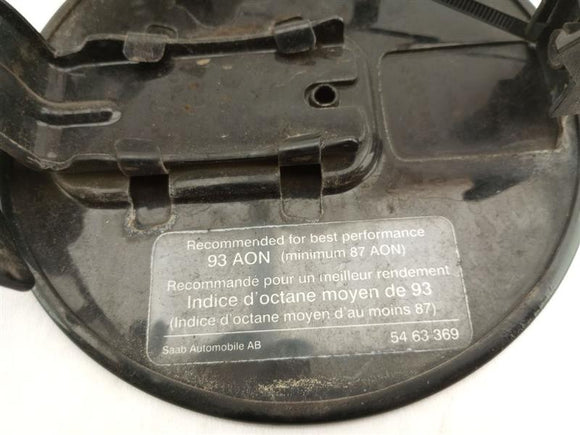 Recommended for best performance
93 AON (minimum 87 AON)
Recommande pour un meilleur rendement
Indice d'octane moyen de 93
(Indice d'octane moyen d'au moins 87)
Saab Automobile AB 54 63 369